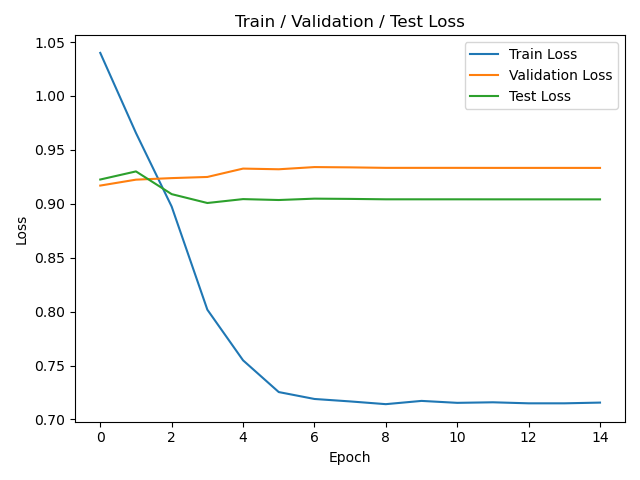 Train / Validation / Test Loss
Train Loss
Validation Loss
Test Loss
Loss
1.05
1.00
0.95
0.90
0.85
0.80
0.75
0.70
0 2 4 6 8 10 12 14
Epoch